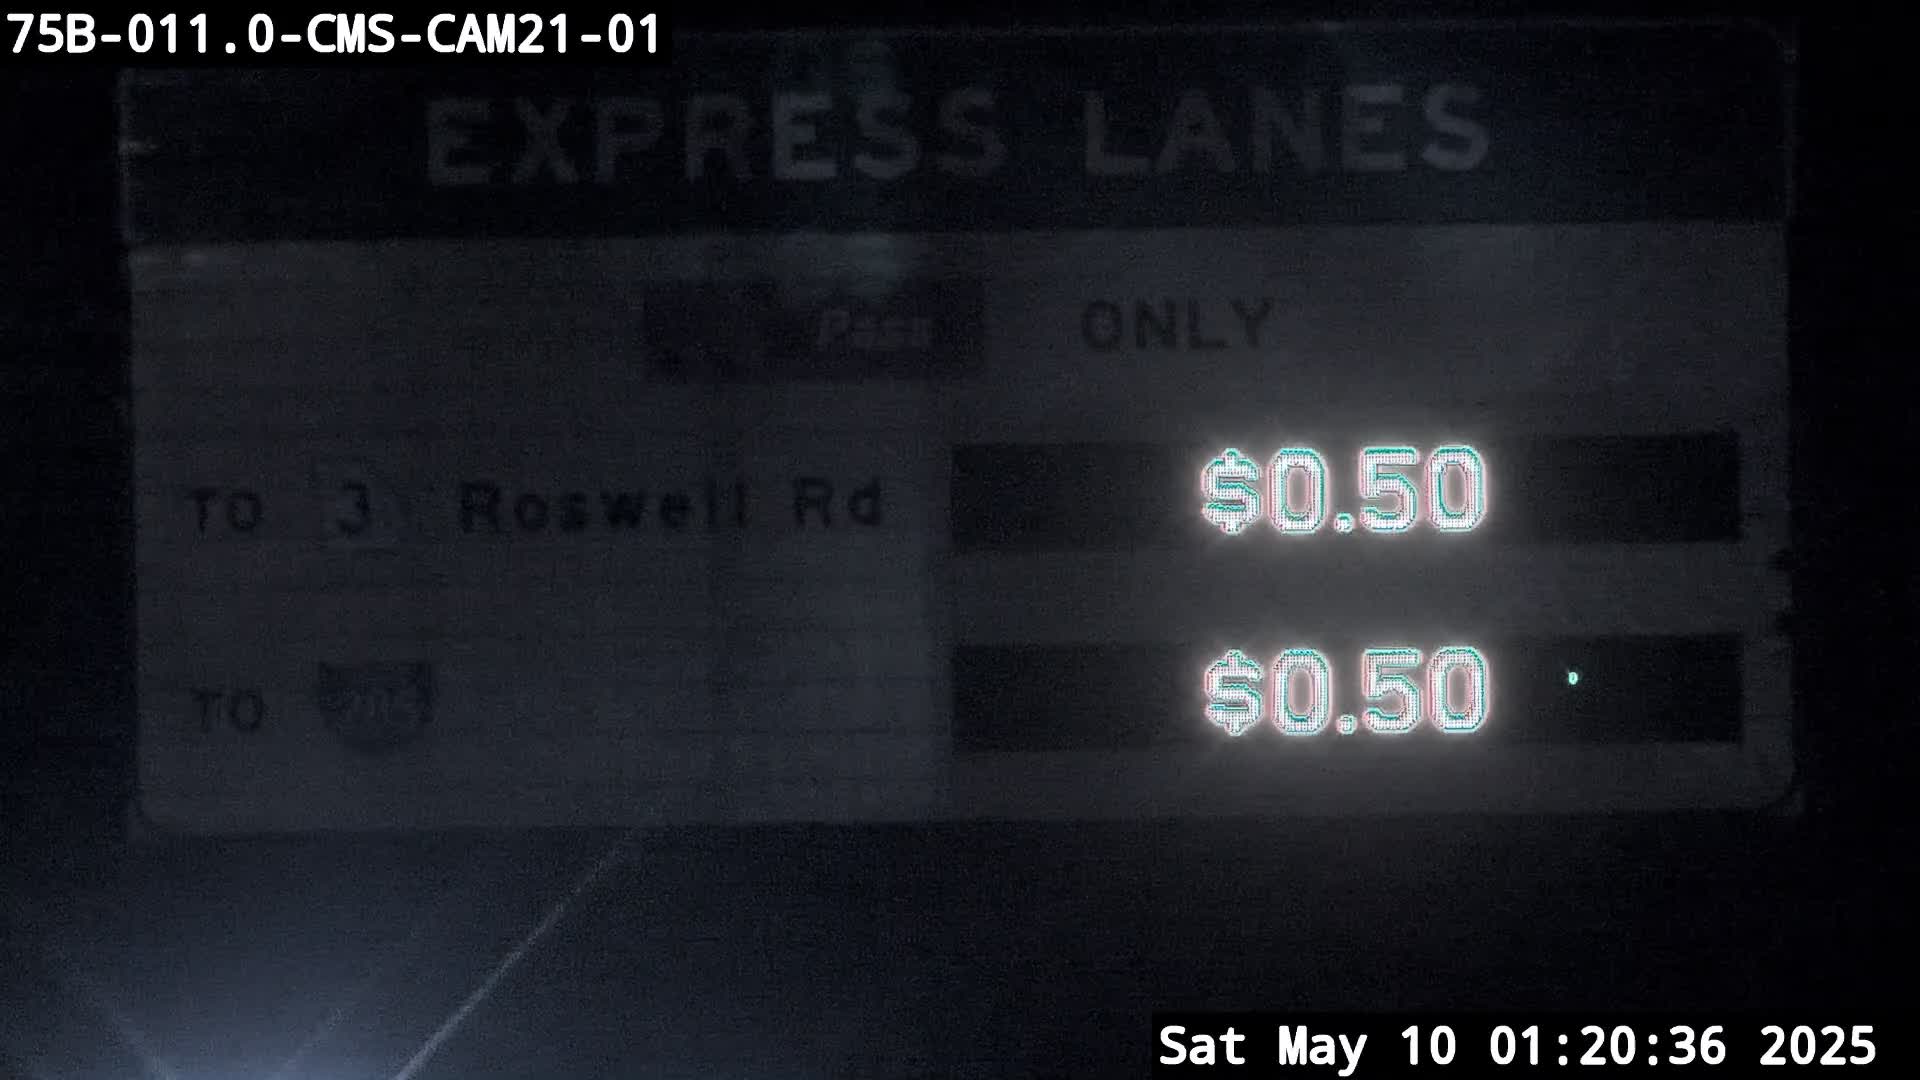 75B-011.0-CMS-CAM21-01
EXPRESS LANES
Pass ONLY
TO 3 Roswell Rd $0.50
TO $0.50
Sat May 10 01:20:36 2025